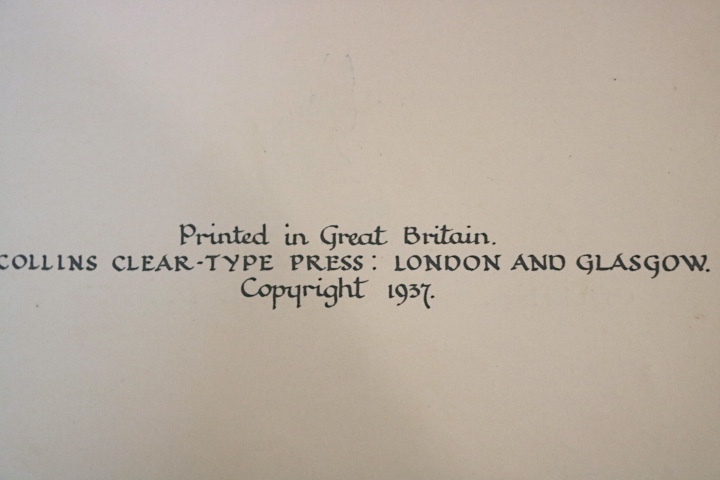 Printed in Great Britain.
COLLINS CLEAR-TYPE PRESS: LONDON AND GLASGOW.
Copyright 1937.